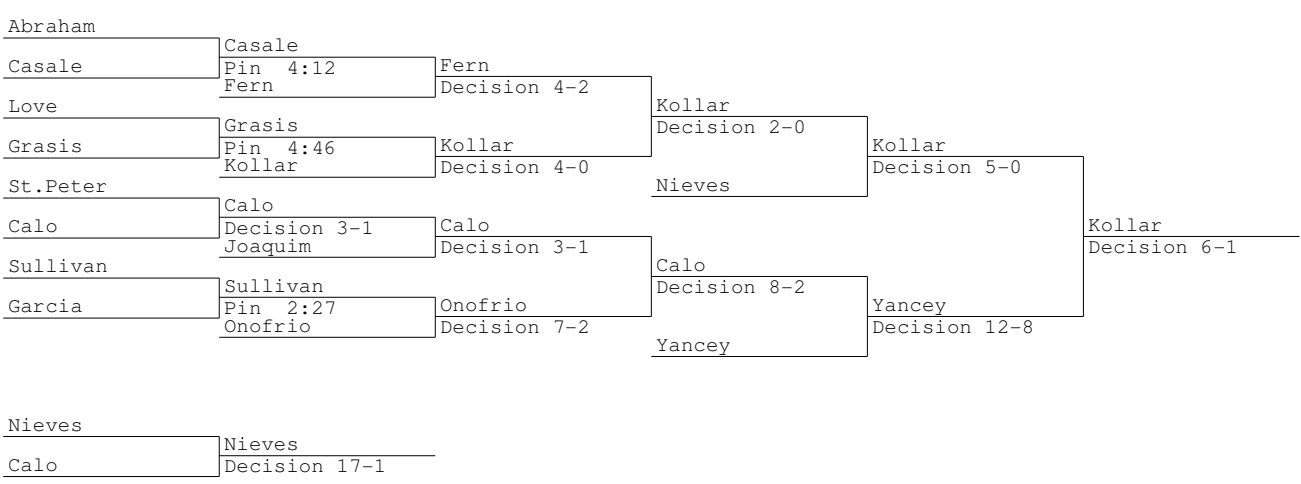 Abraham
Casale
Casale
Pin 4:12
Fern
Fern
Decision 4-2
Love
Grasis
Grasis
Pin 4:46
Kollar
Kollar
Decision 4-0
Kollar
Decision 2-0
Nieves
Kollar
Decision 5-0
St.Peter
Calo
Calo
Decision 3-1
Joaquim
Calo
Decision 3-1
Sullivan
Garcia
Sullivan
Pin 2:27
Onofrio
Onofrio
Decision 7-2
Calo
Decision 8-2
Yancey
Yancey
Decision 12-8
Kollar
Decision 6-1
Nieves
Calo
Nieves
Decision 17-1